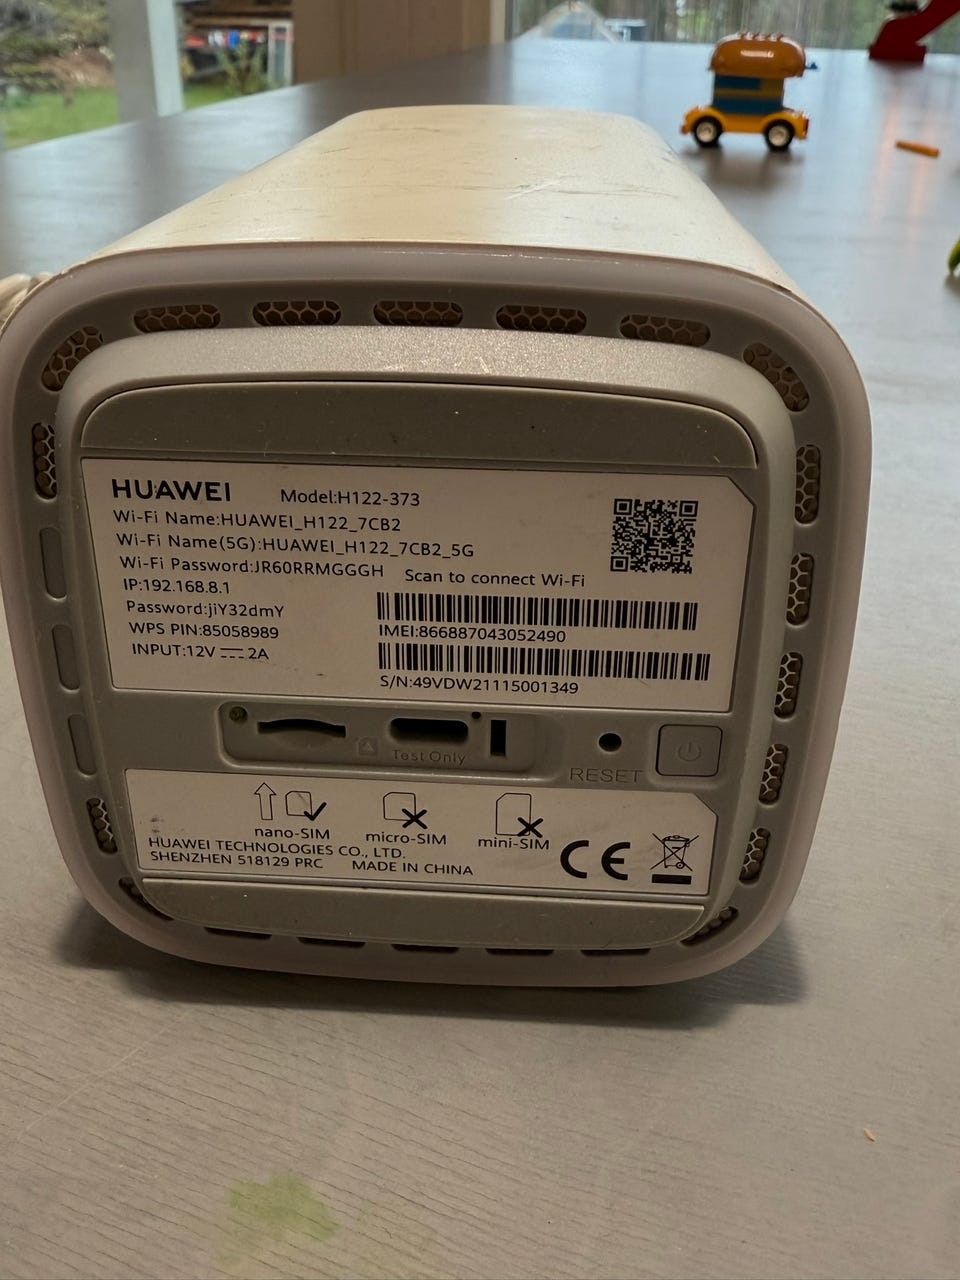 HUAWEI Model:H122-373
Wi-Fi Name:HUAWEI_H122_7CB2
Wi-Fi Name(5G):HUAWEI_H122_7CB2_5G
Wi-Fi Password:JR60RRMGGGH
Scan to connect Wi-Fi
IP:192.168.8.1
Password:jiY32dmY
WPS PIN:85058989
IMEI:866887043052490
INPUT:12V 2A
S/N:49VDW21115001349
Test Only
RESET
nano-SIM
micro-SIM
mini-SIM
HUAWEI TECHNOLOGIES CO., LTD.
SHENZHEN 518129 PRC MADE IN CHINA
CE